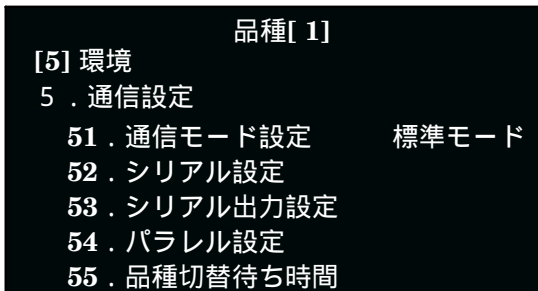 品種[ 1]
[5] 環境
５．通信設定
51．通信モード設定　　標準モード
52．シリアル設定
53．シリアル出力設定
54．パラレル設定
55．品種切替待ち時間